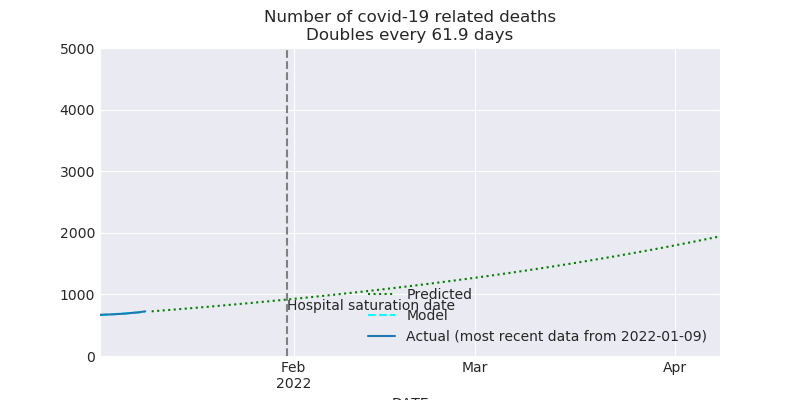 Number of covid-19 related deaths
Doubles every 61.9 days
5000
4000
3000
2000
1000
0
Hospital saturation date
Predicted
Model
Actual (most recent data from 2022-01-09)
Feb
2022
Mar
Apr
DATE